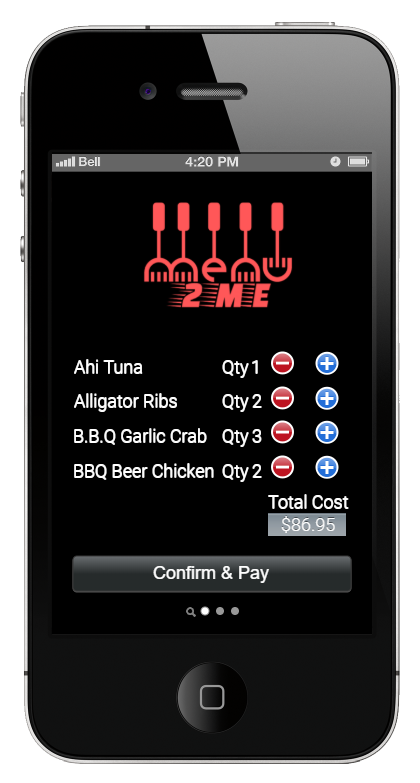 Bell 4:20 PM
menu
2 ME
Ahi Tuna Qty 1
Alligator Ribs Qty 2
B.B.Q Garlic Crab Qty 3
BBQ Beer Chicken Qty 2
Total Cost
$86.95
Confirm & Pay